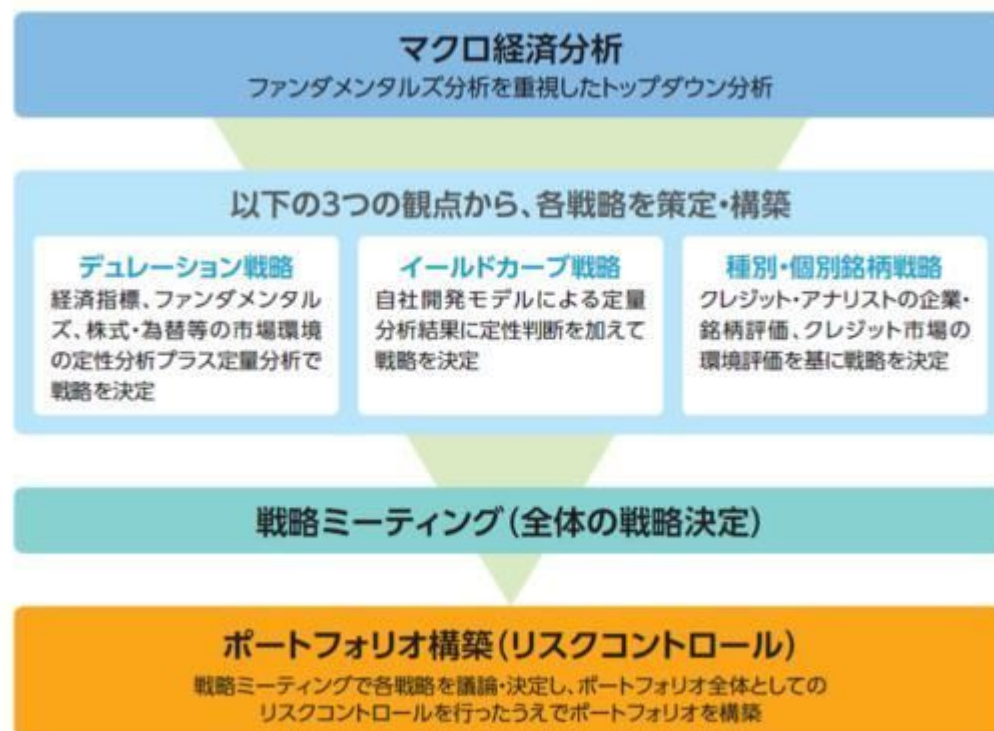 マクロ経済分析
ファンダメンタルズ分析を重視したトップダウン分析
以下の3つの観点から、各戦略を策定・構築
デュレーション戦略
経済指標、ファンダメンタル
ズ、株式・為替等の市場環境
の定性分析プラス定量分析で
戦略を決定
イールドカーブ戦略
自社開発モデルによる定量
分析結果に定性判断を加えて
戦略を決定
種別・個別銘柄戦略
クレジット・アナリストの企業・
銘柄評価、クレジット市場の
環境評価を基に戦略を決定
戦略ミーティング(全体の戦略決定)
ポートフォリオ構築(リスクコントロール)
戦略ミーティングで各戦略を議論・決定し、ポートフォリオ全体としての
リスクコントロールを行ったうえでポートフォリオを構築